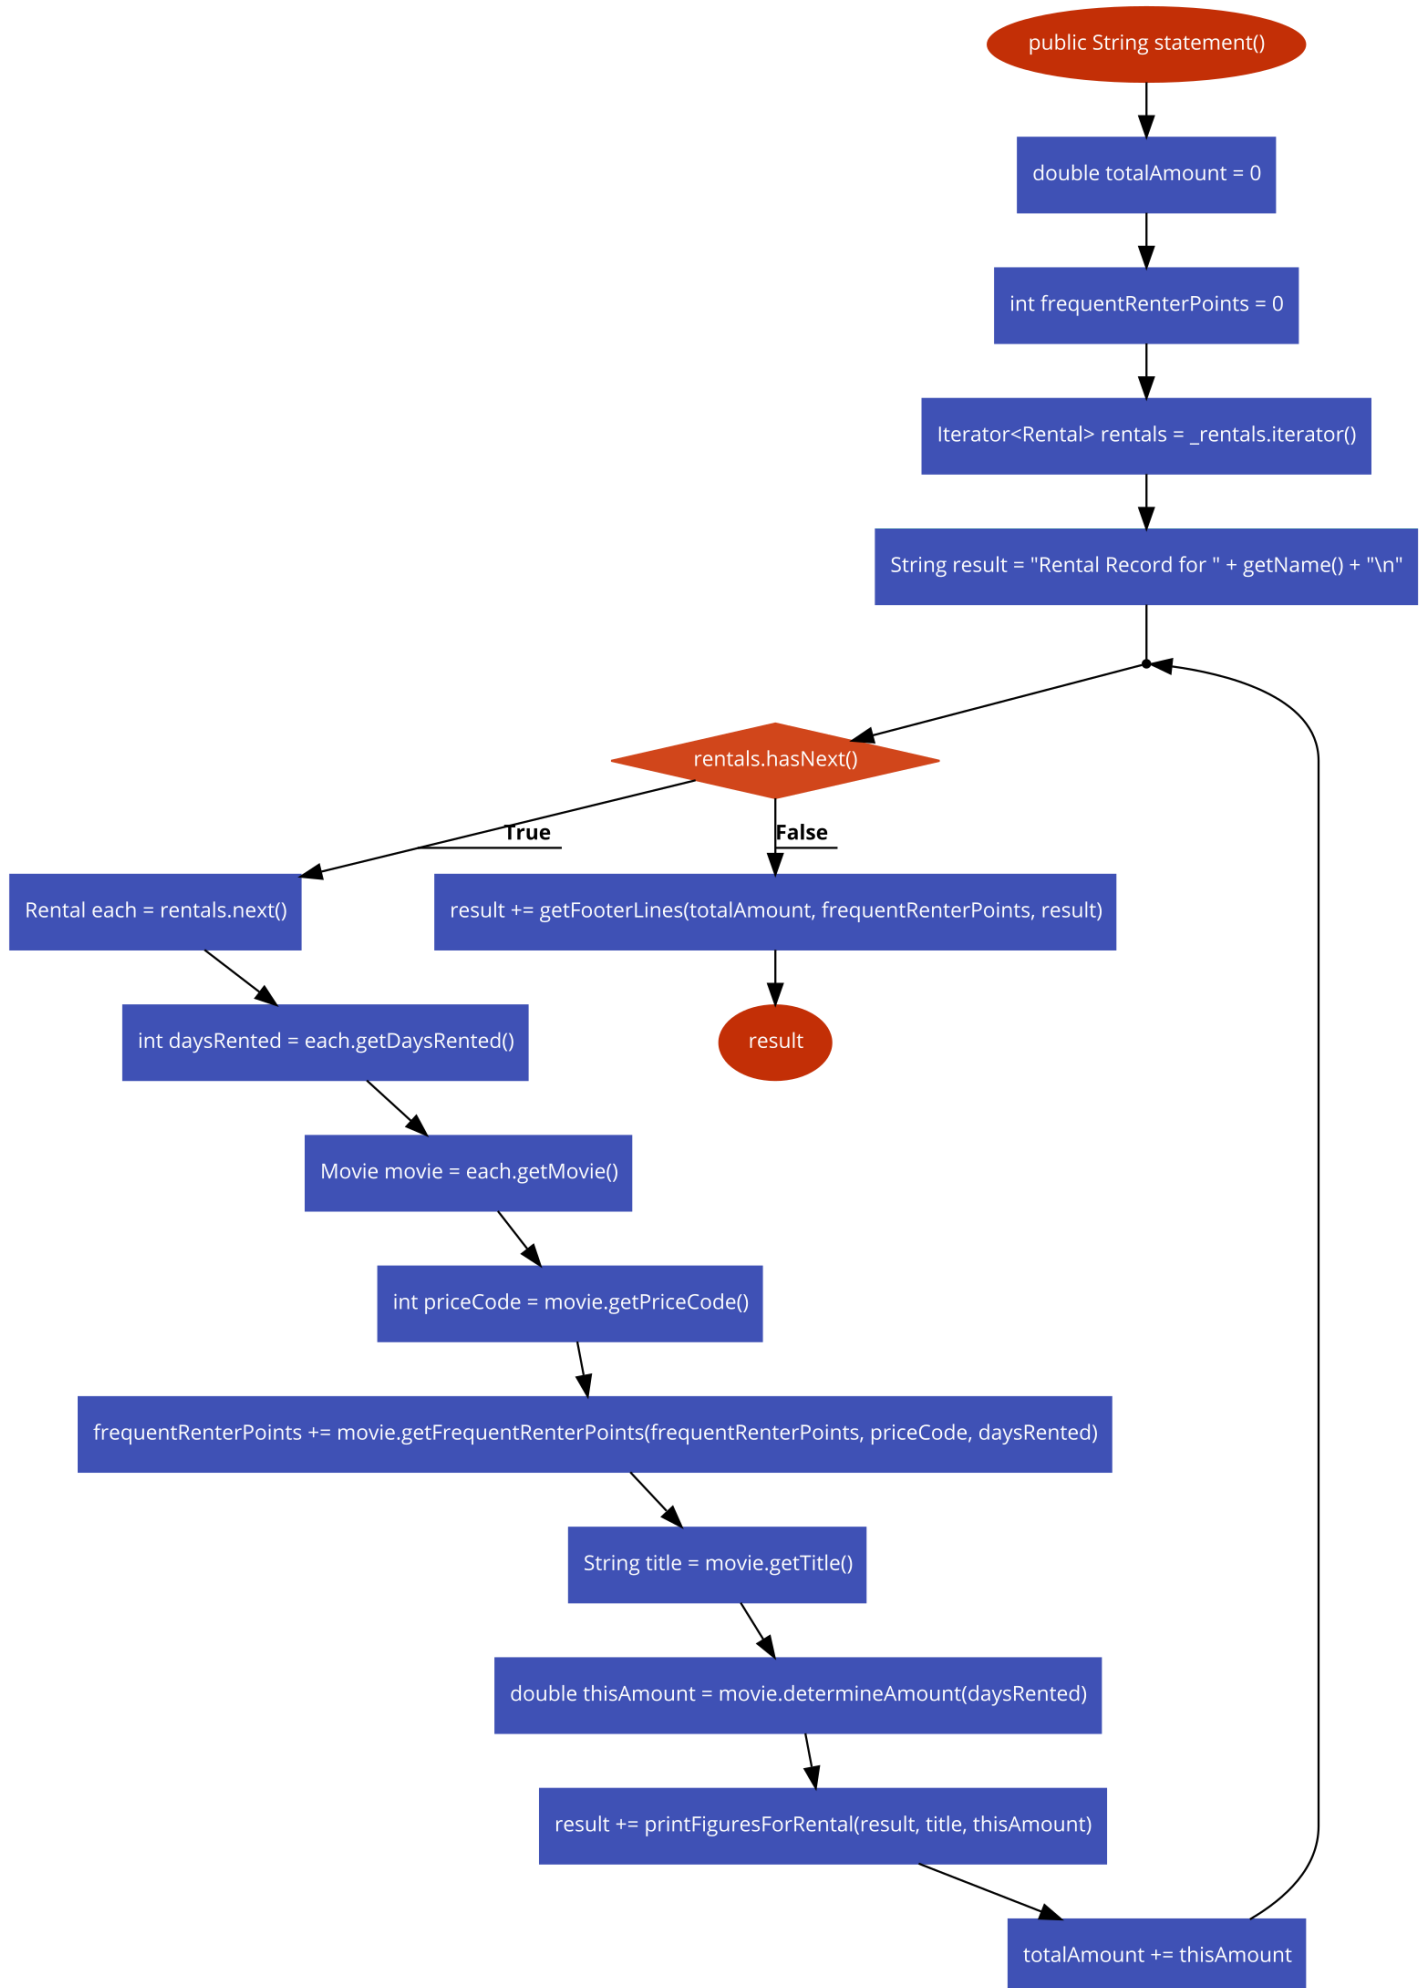 public String statement()
double totalAmount = 0
int frequentRenterPoints = 0
Iterator<Rental> rentals = _rentals.iterator()
String result = "Rental Record for " + getName() + "\n"
rentals.hasNext()
True
False
Rental each = rentals.next()
result += getFooterLines(totalAmount, frequentRenterPoints, result)
int daysRented = each.getDaysRented()
result
Movie movie = each.getMovie()
int priceCode = movie.getPriceCode()
frequentRenterPoints += movie.getFrequentRenterPoints(frequentRenterPoints, priceCode, daysRented)
String title = movie.getTitle()
double thisAmount = movie.determineAmount(daysRented)
result += printFiguresForRental(result, title, thisAmount)
totalAmount += thisAmount